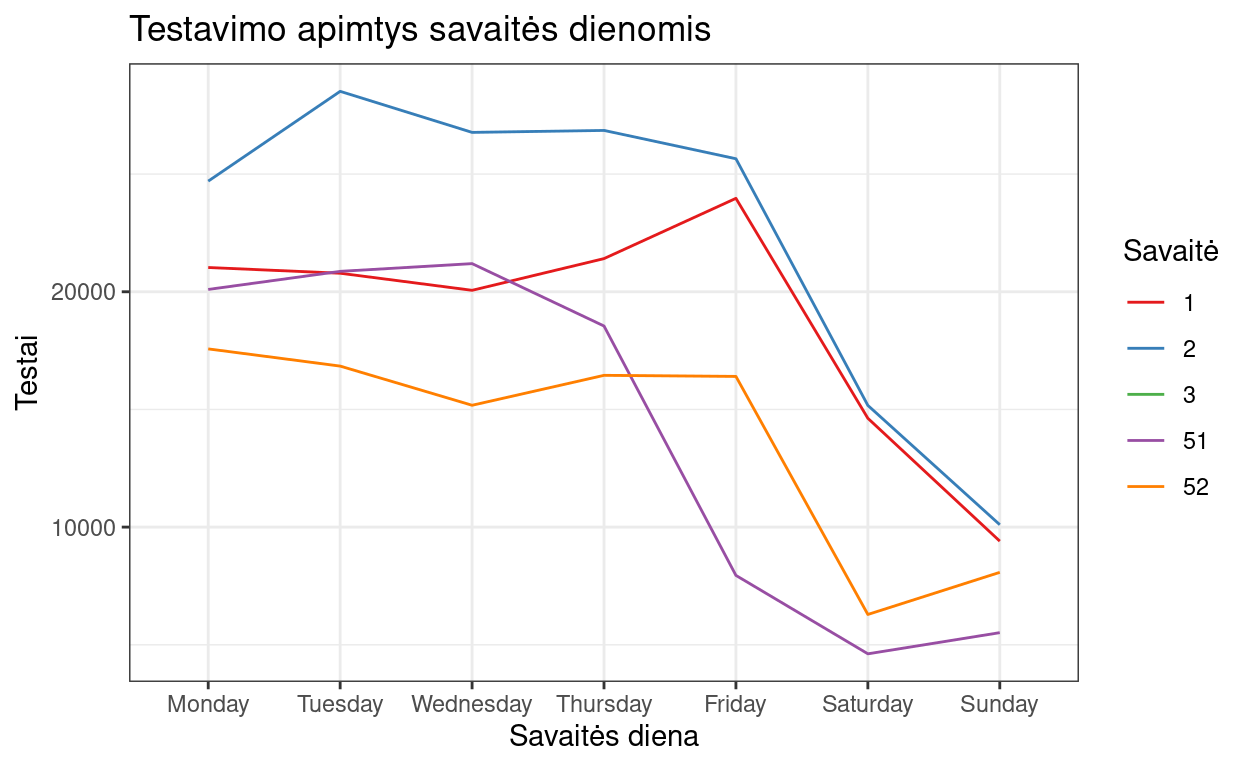 Testavimo apimtys savaitės dienomis
Testai
20000
10000
Monday Tuesday Wednesday Thursday Friday Saturday Sunday
Savaitės diena
Savaitė
1
2
3
51
52